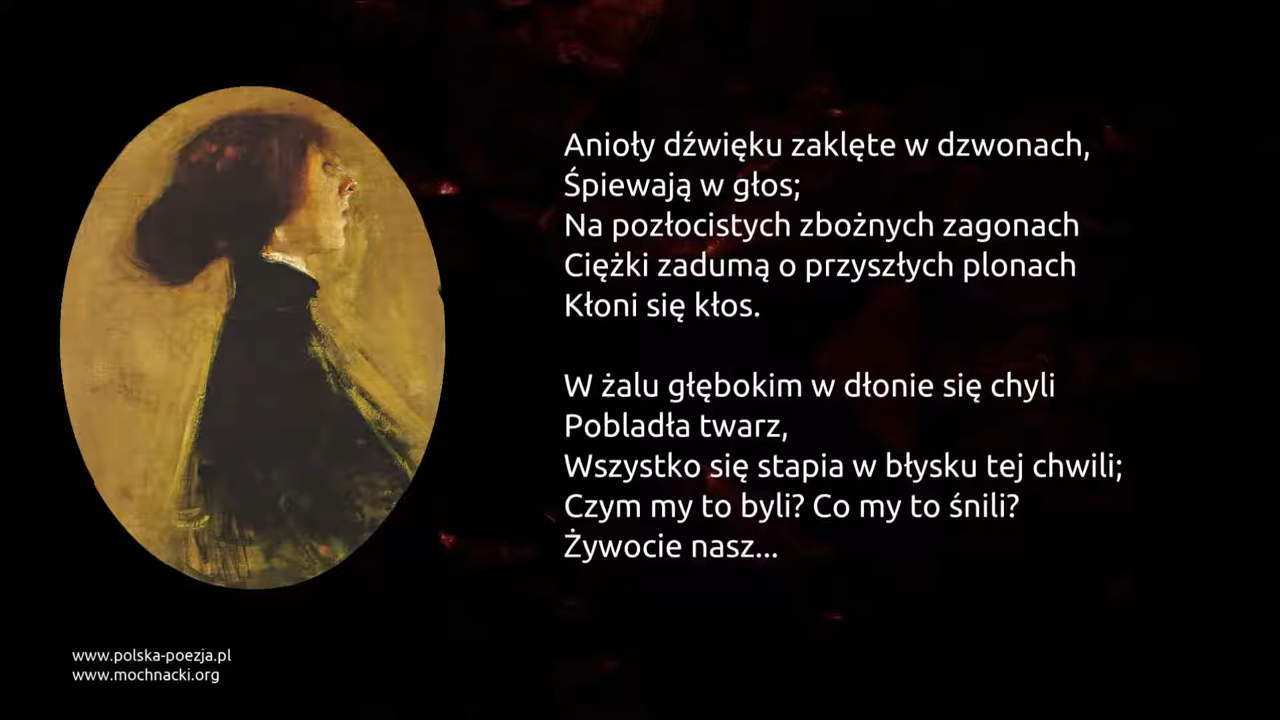 Anioły dźwięku zaklęte w dzwonach,
Śpiewają w głos;
Na pozłocistych zbożnych zagonach
Ciężki zadumą o przyszłych plonach
Kłoni się kłos.
W żalu głębokim w dłonie się chyli
Pobladła twarz,
Wszystko się stapia w błysku tej chwili;
Czym my to byli? Co my to śnili?
Żywocie nasz...
www.polska-poezja.pl
www.mochnacki.org